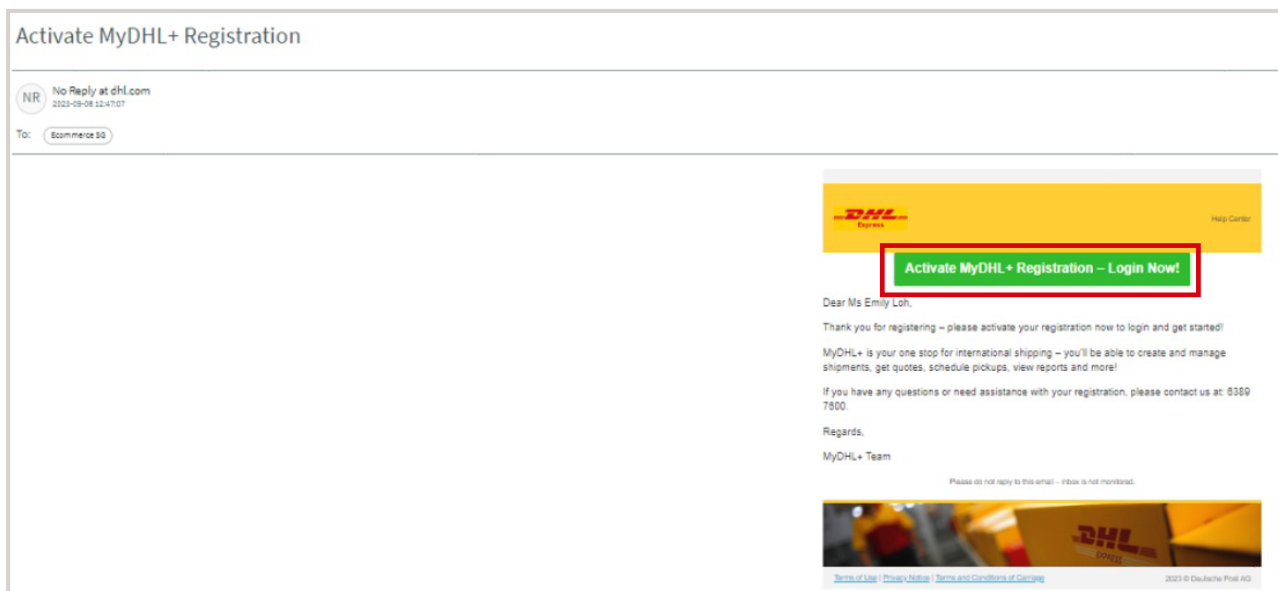 Activate MyDHL+ Registration
NR
No Reply at dhl.com
2023-09-08 12:47:07
To:
Ecommerce SG
DHL
Express
Help Center
Activate MyDHL+ Registration – Login Now!
Dear Ms Emily Loh,
Thank you for registering – please activate your registration now to login and get started!
MyDHL+ is your one stop for international shipping – you'll be able to create and manage
shipments, get quotes, schedule pickups, view reports and more!
If you have any questions or need assistance with your registration, please contact us at: 6389
7600.
Regards,
MyDHL+ Team
Please do not reply to this email – inbox is not monitored.
DHL
Express
Terms of Use | Privacy Notice | Terms and Conditions of Carriage
2023 © Deutsche Post AG